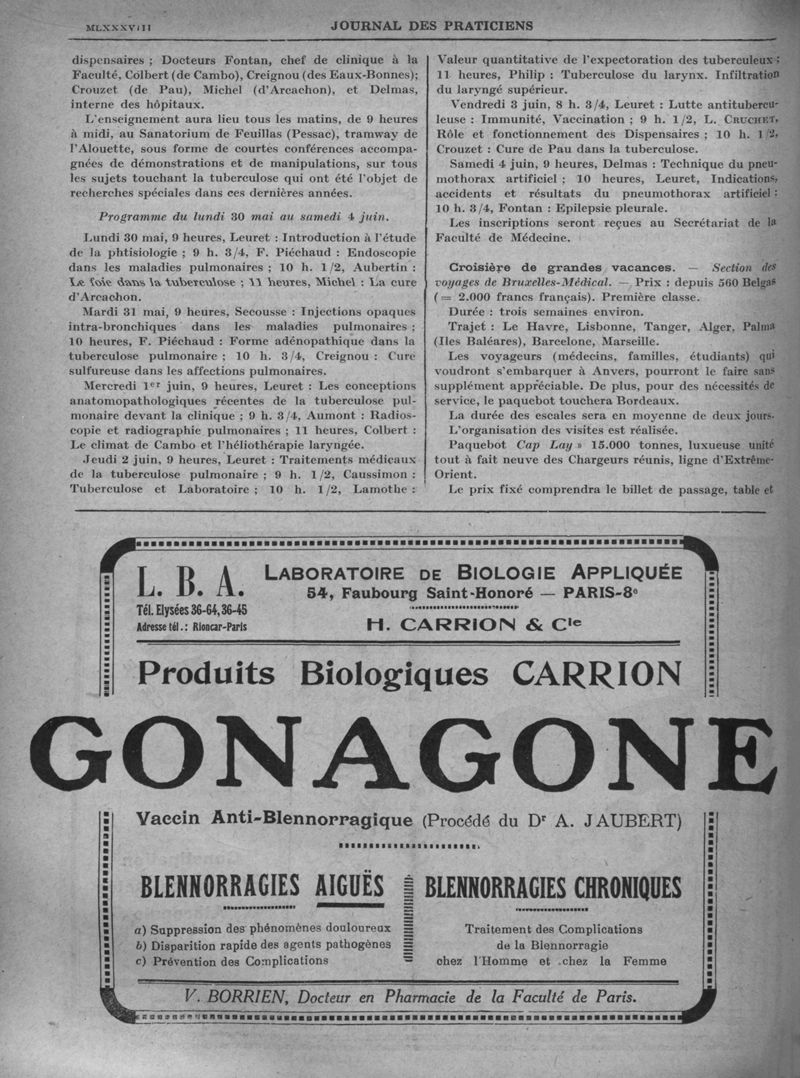 MLXXXVIII
JOURNAL DES PRATICIENS
dispensaires ; Docteurs Fontan, chef de clinique à la
Faculté, Colbert (de Cambo), Creignou (des Eaux-Bonnes);
Crouzet (de Pau), Michel (d'Arcachon), et Delmas,
interne des hôpitaux.
L'enseignement aura lieu tous les matins, de 9 heures
à midi, au Sanatorium de Feuillas (Pessac), tramway de
l'Alouette, sous forme de courtes conférences accompa-
gnées de démonstrations et de manipulations, sur tous
les sujets touchant la tuberculose qui ont été l'objet de
recherches spéciales dans ces dernières années.
Programme du lundi 30 mai au samedi 4 juin.
Lundi 30 mai, 9 heures, Leuret : Introduction à l'étude
de la phtisiologie ; 9 h. 3/4, F. Piéchaud : Endoscopie
dans les maladies pulmonaires ; 10 h. 1/2, Aubertin :
Le foie dans la tuberculose ; 11 heures, Michel : La cure
d'Arcachon.
Mardi 31 mai, 9 heures, Secousse : Injections opaques
intra-bronchiques dans les maladies pulmonaires ;
10 heures, F. Piéchaud : Forme adénopathique dans la
tuberculose pulmonaire ; 10 h. 3/4, Creignou : Cure
sulfureuse dans les affections pulmonaires.
Mercredi 1er juin, 9 heures, Leuret : Les conceptions
anatomopathologiques récentes de la tuberculose pul-
monaire devant la clinique ; 9 h. 3/4, Aumont : Radios-
copie et radiographie pulmonaires ; 11 heures, Colbert :
Le climat de Cambo et l'héliothérapie laryngée.
Jeudi 2 juin, 9 heures, Leuret : Traitements médicaux
de la tuberculose pulmonaire ; 9 h. 1/2, Caussimon :
Tuberculose et Laboratoire ; 10 h. 1/2, Lamothe :
Valeur quantitative de l'expectoration des tuberculeux ;
11 heures, Philip : Tuberculose du larynx. Infiltration
du laryngé supérieur.
Vendredi 3 juin, 8 h. 3/4, Leuret : Lutte antitubercu-
leuse : Immunité, Vaccination ; 9 h. 1/2, L. CRUCHET,
Rôle et fonctionnement des Dispensaires ; 10 h. 1/2,
Crouzet : Cure de Pau dans la tuberculose.
Samedi 4 juin, 9 heures, Delmas : Technique du pneu-
mothorax artificiel ; 10 heures, Leuret, Indications,
accidents et résultats du pneumothorax artificiel ;
10 h. 3/4, Fontan : Epilepsie pleurale.
Les inscriptions seront reçues au Secrétariat de la
Faculté de Médecine.
Croisière de grandes vacances. — Section des
voyages de Bruxelles-Médical. — Prix : depuis 560 Belgas
(= 2.000 francs français). Première classe.
Durée : trois semaines environ.
Trajet : Le Havre, Lisbonne, Tanger, Alger, Palma
(Iles Baléares), Barcelone, Marseille.
Les voyageurs (médecins, familles, étudiants) qui
voudront s'embarquer à Anvers, pourront le faire sans
supplément appréciable. De plus, pour des nécessités de
service, le paquebot touchera Bordeaux.
La durée des escales sera en moyenne de deux jours.
L'organisation des visites est réalisée.
Paquebot Cap Lay » 15.000 tonnes, luxueuse unité
tout à fait neuve des Chargeurs réunis, ligne d'Extrême-
Orient.
Le prix fixé comprendra le billet de passage, table et
L. B. A.
Tél. Elysées 36-64, 36-45
Adresse tél. : Rioncar-Paris
LABORATOIRE DE BIOLOGIE APPLIQUÉE
54, Faubourg Saint-Honoré — PARIS-8e
H. CARRION & Cie
Produits Biologiques CARRION
GONAGONE
Vaccin Anti-Blennorragique (Procédé du Dr A. JAUBERT)
BLENNORRAGIES AIGUËS
a) Suppression des phénomènes douloureux
b) Disparition rapide des agents pathogènes
c) Prévention des Complications
BLENNORRAGIES CHRONIQUES
Traitement des Complications
de la Blennorragie
chez l'Homme et chez la Femme
V. BORRIEN, Docteur en Pharmacie de la Faculté de Paris.